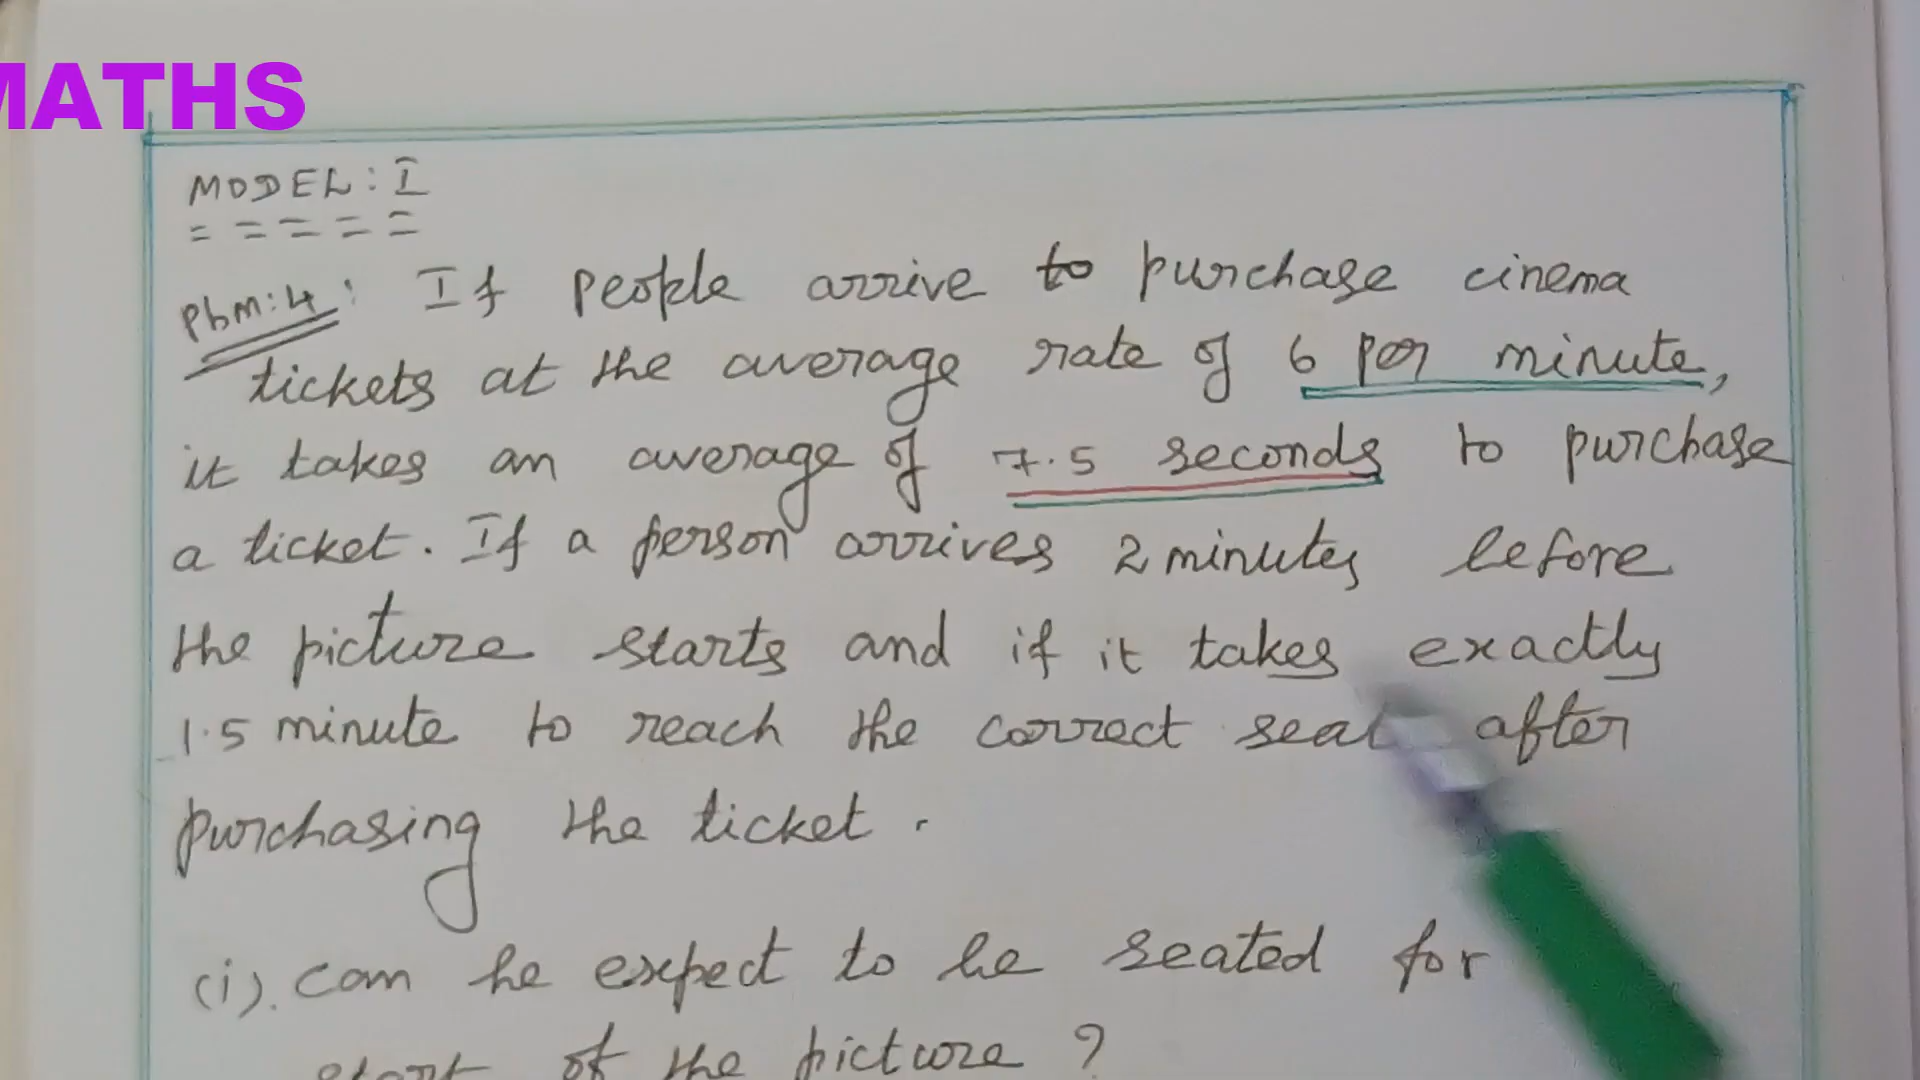 MATHS
MODEL: I
Pbm:4: If people arrive to purchase cinema
tickets at the average rate of 6 per minute,
it takes an average of 7.5 seconds to purchase
a ticket. If a person arrives 2 minutes before
the picture starts and if it takes exactly
1.5 minute to reach the correct seat after
purchasing the ticket.
(i). can he expect to be seated for
start of the picture ?